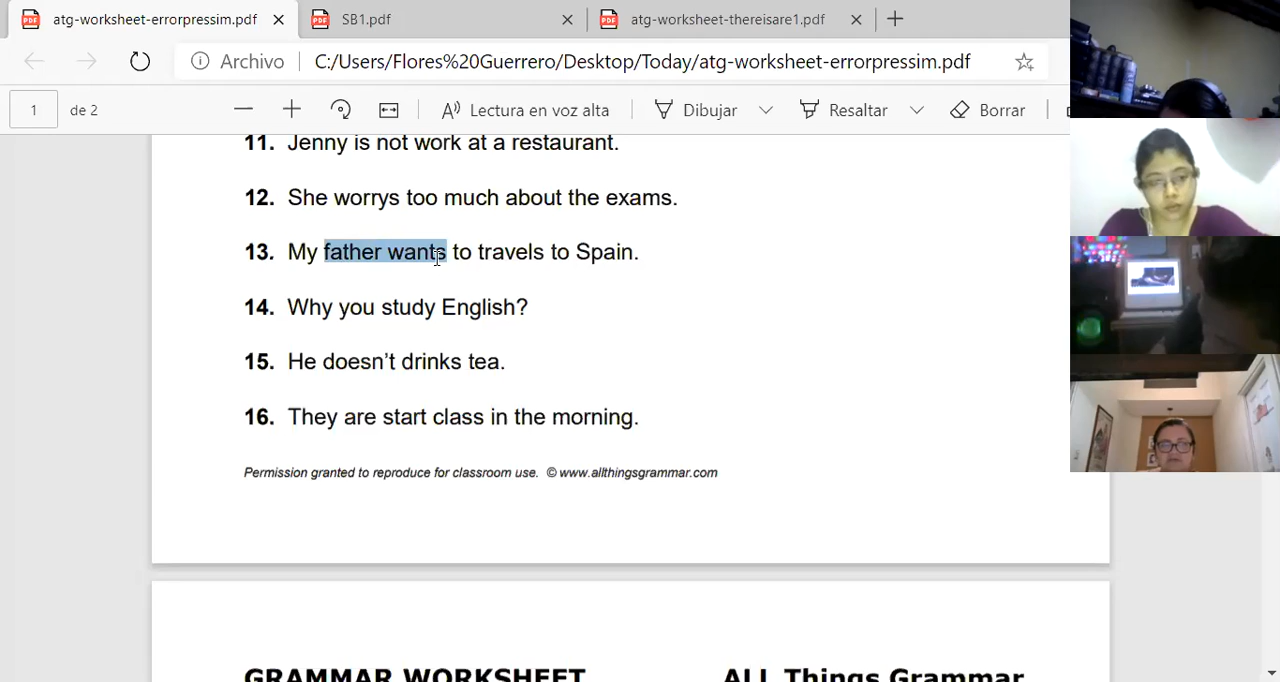 atg-worksheet-errorpressim.pdf
SB1.pdf
atg-worksheet-thereisare1.pdf
Archivo
C:/Users/Flores%20Guerrero/Desktop/Today/atg-worksheet-errorpressim.pdf
1 de 2
Lectura en voz alta
Dibujar
Resaltar
Borrar
11. Jenny is not work at a restaurant.
12. She worrys too much about the exams.
13. My father wants to travels to Spain.
14. Why you study English?
15. He doesn’t drinks tea.
16. They are start class in the morning.
Permission granted to reproduce for classroom use. © www.allthingsgrammar.com
GRAMMAR WORKSHEET
ALL Things Grammar